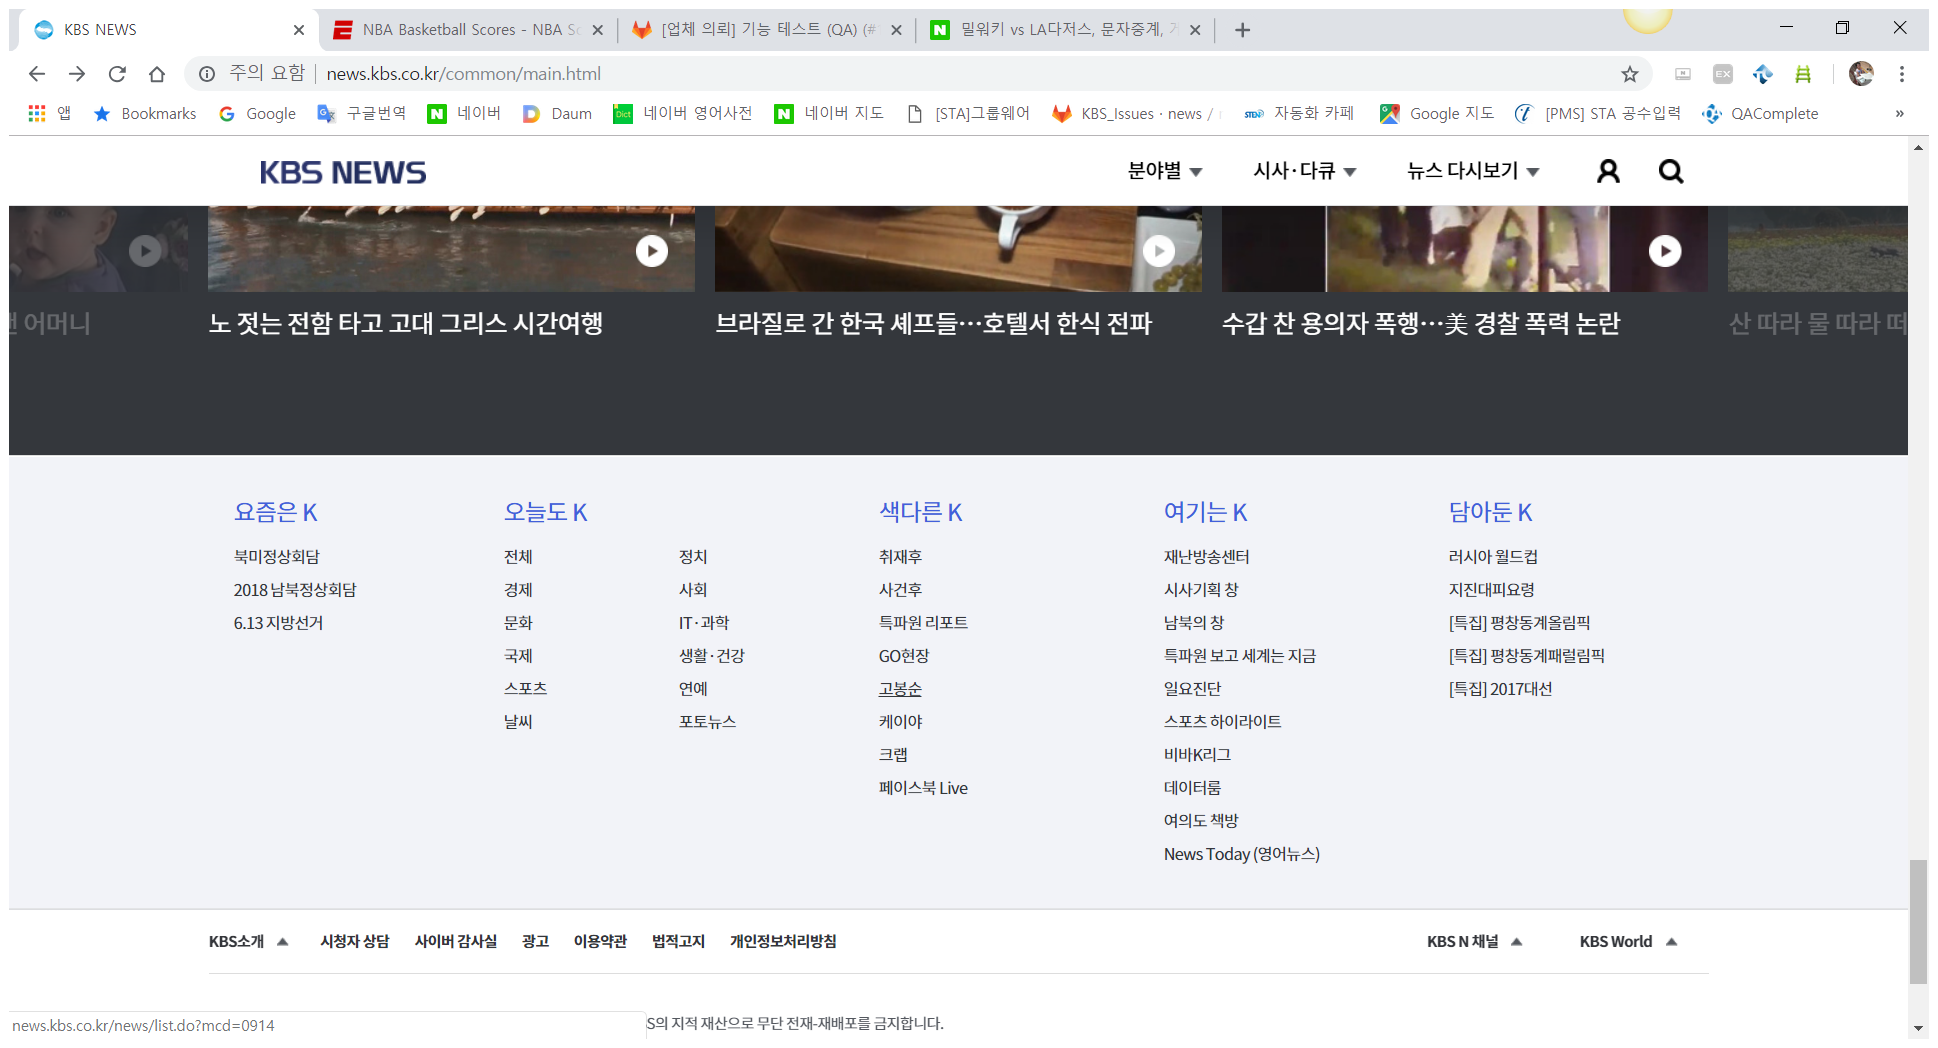 KBS NEWS
NBA Basketball Scores - NBA Sc
[업체 의뢰] 기능 테스트 (QA) (#
밀워키 vs LA다저스, 문자중계, 기
주의 요함
news.kbs.co.kr/common/main.html
앱
Bookmarks
Google
구글번역
네이버
Daum
Dict
네이버 영어사전
네이버 지도
[STA]그룹웨어
KBS_Issues · news /
자동화 카페
Google 지도
[PMS] STA 공수입력
QAComplete
KBS NEWS
분야별
시사·다큐
뉴스 다시보기
어머니
노 젓는 전함 타고 고대 그리스 시간여행
브라질로 간 한국 셰프들…호텔서 한식 전파
수갑 찬 용의자 폭행…美 경찰 폭력 논란
산 따라 물 따라 떠
요즘은 K
북미정상회담
2018 남북정상회담
6.13 지방선거
오늘도 K
전체
경제
문화
국제
스포츠
날씨
정치
사회
IT·과학
생활·건강
연예
포토뉴스
색다른 K
취재후
사건후
특파원 리포트
GO현장
고봉순
케이야
크랩
페이스북 Live
여기는 K
재난방송센터
시사기획 창
남북의 창
특파원 보고 세계는 지금
일요진단
스포츠 하이라이트
비바K리그
데이터룸
여의도 책방
News Today (영어뉴스)
담아둔 K
러시아 월드컵
지진대피요령
[특집] 평창동계올림픽
[특집] 평창동계패럴림픽
[특집] 2017대선
KBS소개
시청자 상담
사이버 감사실
광고
이용약관
법적고지
개인정보처리방침
KBS N 채널
KBS World
S의 지적 재산으로 무단 전재-재배포를 금지합니다.
news.kbs.co.kr/news/list.do?mcd=0914